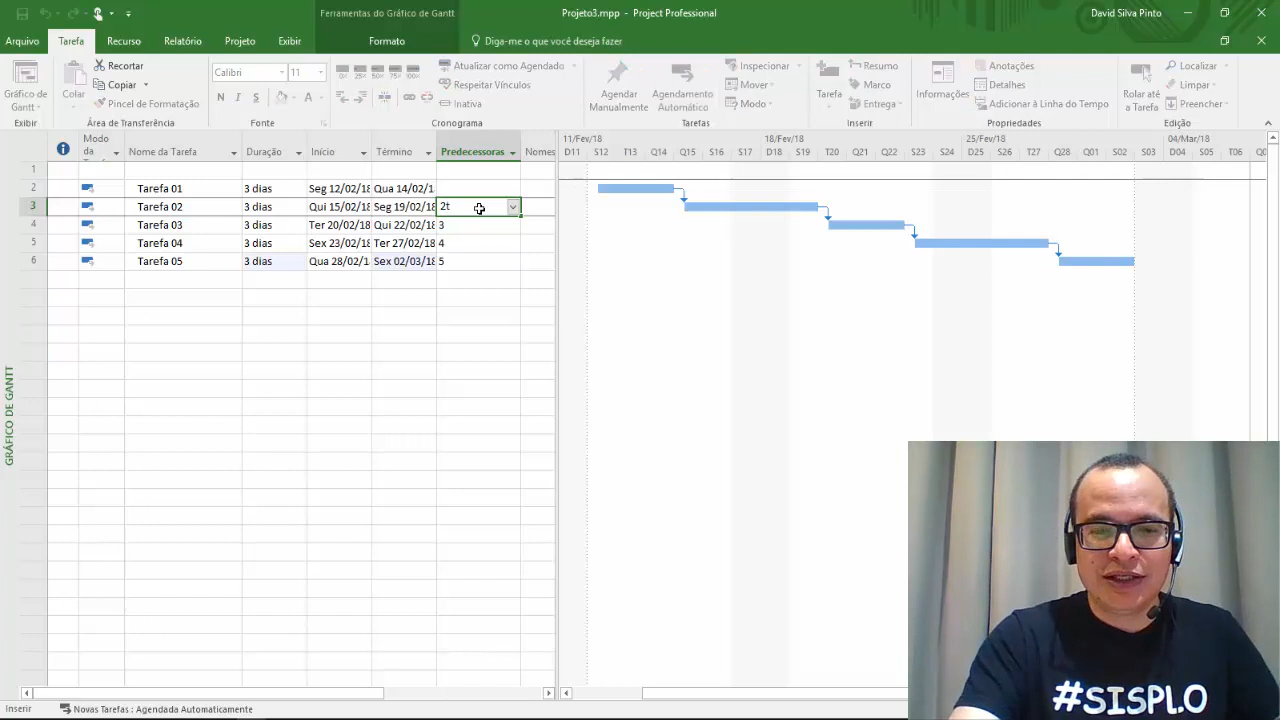 Ferramentas do Gráfico de Gantt
Projeto3.mpp - Project Professional
David Silva Pinto
Arquivo Tarefa Recurso Relatório Projeto Exibir Formato Diga-me o que você deseja fazer
Gráfico de Gantt
Exibir
Colar
Recortar
Copiar
Pincel de Formatação
Área de Transferência
Calibri 11
N I S A
Fonte
0% 25% 50% 75% 100%
Atualizar como Agendado
Respeitar Vínculos
Inativa
Cronograma
Agendar Manualmente
Agendamento Automático
Inspecionar
Mover
Modo
Tarefas
Tarefa
Resumo
Marco
Entrega
Inserir
Informações
Anotações
Detalhes
Adicionar à Linha do Tempo
Propriedades
Rolar até a Tarefa
Localizar
Limpar
Preencher
Edição
Modo da Nome da Tarefa Duração Início Término Predecessoras Nomes
11/Fev/18 18/Fev/18 25/Fev/18 04/Mar/18
D11 S12 T13 Q14 Q15 S16 S17 D18 S19 T20 Q21 Q22 S23 S24 D25 S26 T27 Q28 Q01 S02 S03 D04 S05 T06
1
2 Tarefa 01 3 dias Seg 12/02/18 Qua 14/02/1
3 Tarefa 02 3 dias Qui 15/02/18 Seg 19/02/18 2t
4 Tarefa 03 3 dias Ter 20/02/18 Qui 22/02/18 3
5 Tarefa 04 3 dias Sex 23/02/18 Ter 27/02/18 4
6 Tarefa 05 3 dias Qua 28/02/1 Sex 02/03/18 5
GRÁFICO DE GANTT
#SISPLO
Inserir Novas Tarefas : Agendada Automaticamente